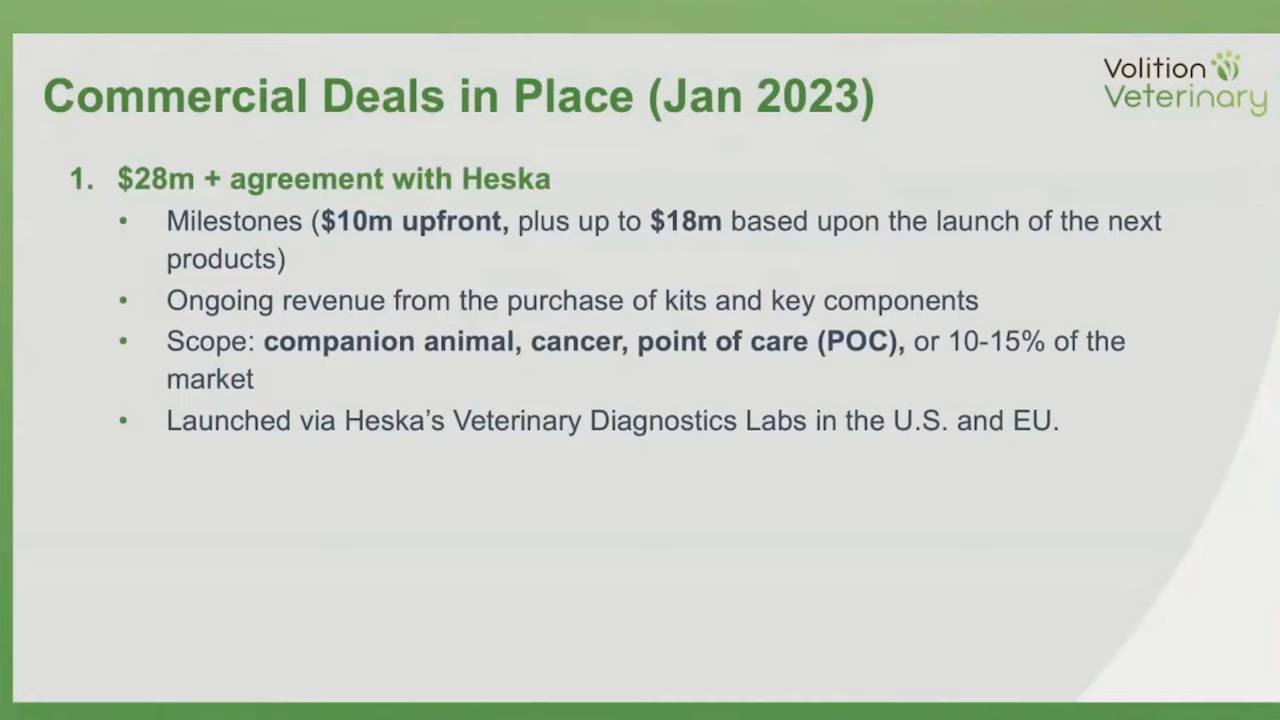 Commercial Deals in Place (Jan 2023)
Volition
Veterinary
1. $28m + agreement with Heska
• Milestones ($10m upfront, plus up to $18m based upon the launch of the next
products)
• Ongoing revenue from the purchase of kits and key components
• Scope: companion animal, cancer, point of care (POC), or 10-15% of the
market
• Launched via Heska’s Veterinary Diagnostics Labs in the U.S. and EU.